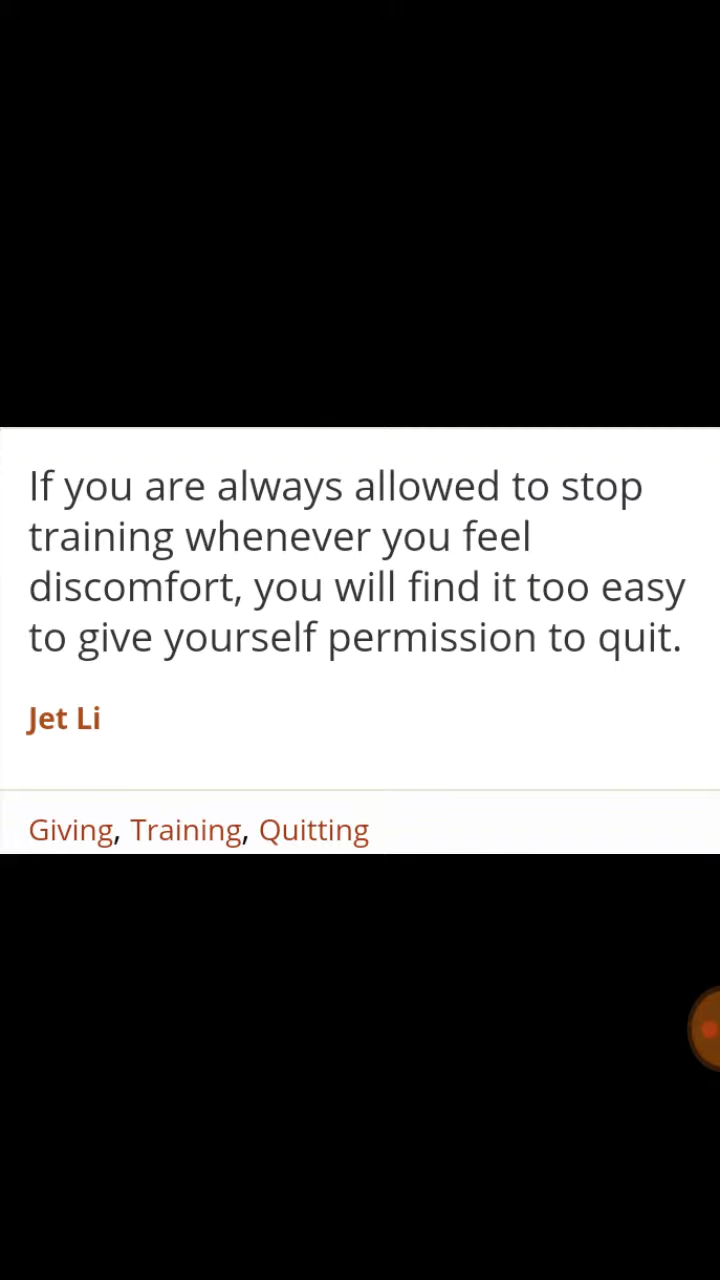 If you are always allowed to stop
training whenever you feel
discomfort, you will find it too easy
to give yourself permission to quit.
Jet Li
Giving, Training, Quitting